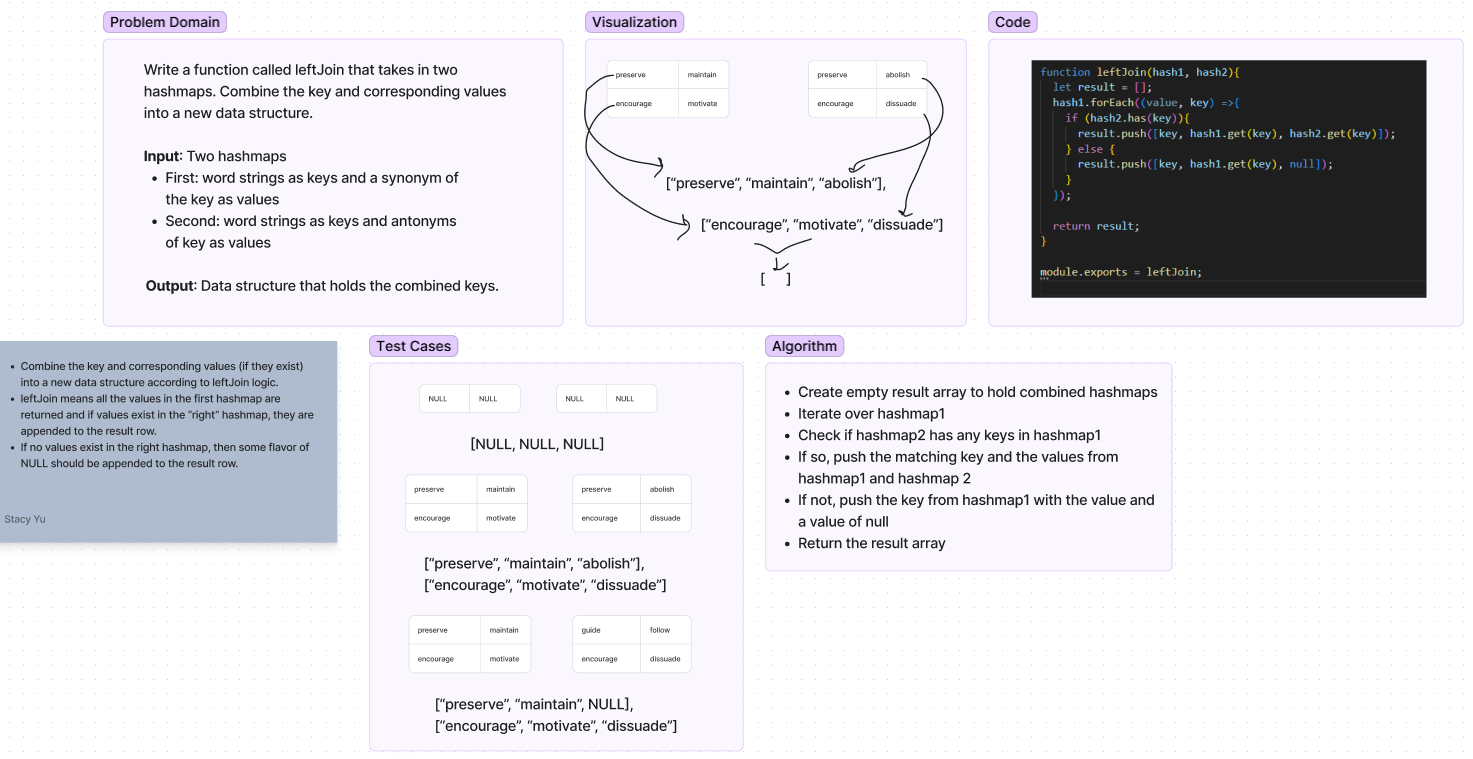 Problem Domain
Write a function called leftJoin that takes in two
hashmaps. Combine the key and corresponding values
into a new data structure.
Input: Two hashmaps
• First: word strings as keys and a synonym of
the key as values
• Second: word strings as keys and antonyms
of key as values
Output: Data structure that holds the combined keys.
Visualization
preserve maintain
encourage motivate
preserve abolish
encourage dissuade
[“preserve”, “maintain”, “abolish”],
[“encourage”, “motivate”, “dissuade”]
[ ]
Code
function leftJoin(hash1, hash2){
let result = [];
hash1.forEach((value, key) =>{
if (hash2.has(key)){
result.push([key, hash1.get(key), hash2.get(key)]);
} else {
result.push([key, hash1.get(key), null]);
}
});
return result;
}
module.exports = leftJoin;
• Combine the key and corresponding values (if they exist)
into a new data structure according to leftJoin logic.
• leftJoin means all the values in the first hashmap are
returned and if values exist in the “right” hashmap, they are
appended to the result row.
• If no values exist in the right hashmap, then some flavor of
NULL should be appended to the result row.
Stacy Yu
Test Cases
NULL NULL
NULL NULL
[NULL, NULL, NULL]
preserve maintain
encourage motivate
preserve abolish
encourage dissuade
[“preserve”, “maintain”, “abolish”],
[“encourage”, “motivate”, “dissuade”]
preserve maintain
encourage motivate
guide follow
encourage dissuade
[“preserve”, “maintain”, NULL],
[“encourage”, “motivate”, “dissuade”]
Algorithm
• Create empty result array to hold combined hashmaps
• Iterate over hashmap1
• Check if hashmap2 has any keys in hashmap1
• If so, push the matching key and the values from
hashmap1 and hashmap 2
• If not, push the key from hashmap1 with the value and
a value of null
• Return the result array